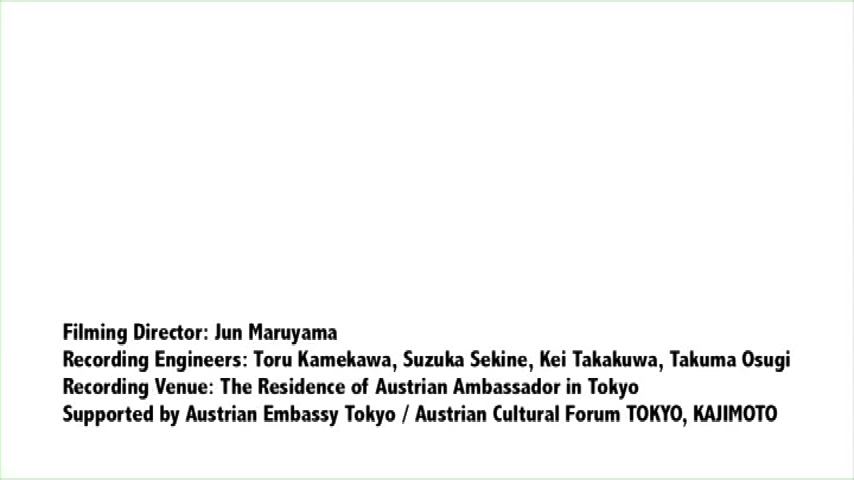 Filming Director: Jun Maruyama
Recording Engineers: Toru Kamekawa, Suzuka Sekine, Kei Takakuwa, Takuma Osugi
Recording Venue: The Residence of Austrian Ambassador in Tokyo
Supported by Austrian Embassy Tokyo / Austrian Cultural Forum TOKYO, KAJIMOTO